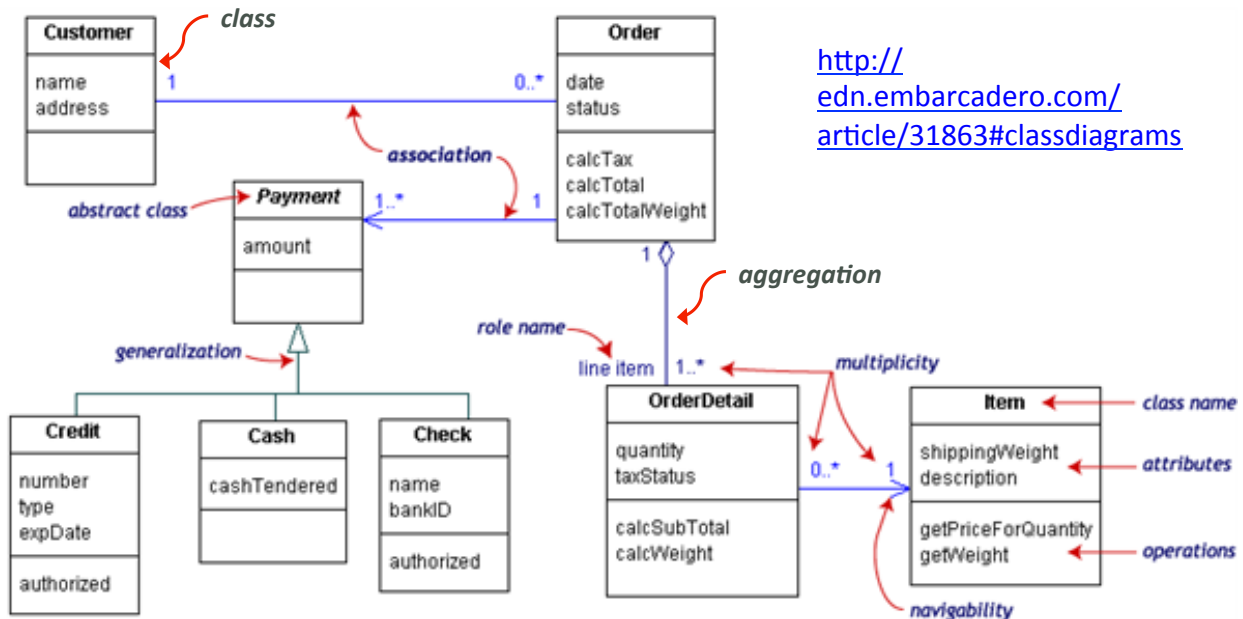 class
Customer
name
address
1
0..*
Order
date
status
calcTax
calcTotal
calcTotalWeight
http://
edn.embarcadero.com/
article/31863#classdiagrams
association
abstract class
Payment
amount
1..*
1
1
aggregation
role name
line item
1..*
multiplicity
generalization
Credit
number
type
expDate
authorized
Cash
cashTendered
Check
name
bankID
authorized
OrderDetail
quantity
taxStatus
calcSubTotal
calcWeight
0..*
1
Item
shippingWeight
description
getPriceForQuantity
getWeight
class name
attributes
operations
navigability